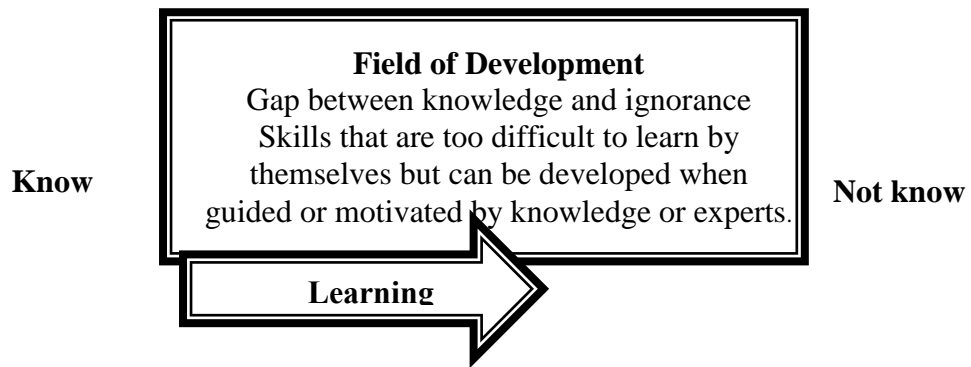 Field of Development
Gap between knowledge and ignorance
Skills that are too difficult to learn by
themselves but can be developed when
guided or motivated by knowledge or experts.
Know
Not know
Learning